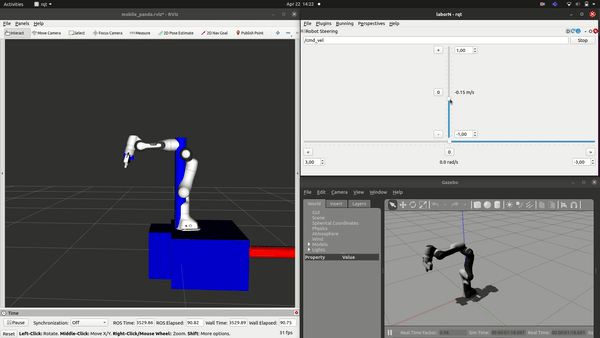 Activities
rqt
Apr 22 14:22
en
mobile_panda.rviz* - RViz
File Panels Help
Interact Move Camera Select Focus Camera Measure 2D Pose Estimate 2D Nav Goal Publish Point
Time
Pause Synchronization: Off ROS Time: 3529.86 ROS Elapsed: 90.82 Wall Time: 3529.89 Wall Elapsed: 90.75
Reset Left-Click: Rotate. Middle-Click: Move X/Y. Right-Click/Mouse Wheel: Zoom. Shift: More options. 31 fps
laborN - rqt
File Plugins Running Perspectives Help
Robot Steering
/cmd_vel Stop
+ 1,00
0 -0.15 m/s
- -1,00
< 0 >
3,00 0.0 rad/s -3,00
Gazebo
File Edit Camera View Window Help
World Insert Layers
GUI
Scene
Spherical Coordinates
Physics
Atmosphere
Wind
Models
Lights
Property Value
Real Time Factor: Sim Time: Real Time: